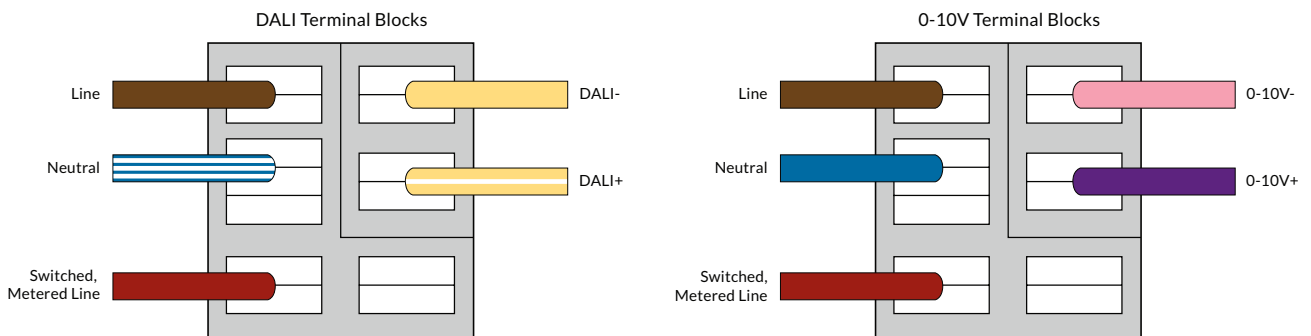 DALI Terminal Blocks
Line
DALI-
Neutral
DALI+
Switched,
Metered Line
0-10V Terminal Blocks
Line
0-10V-
Neutral
0-10V+
Switched,
Metered Line